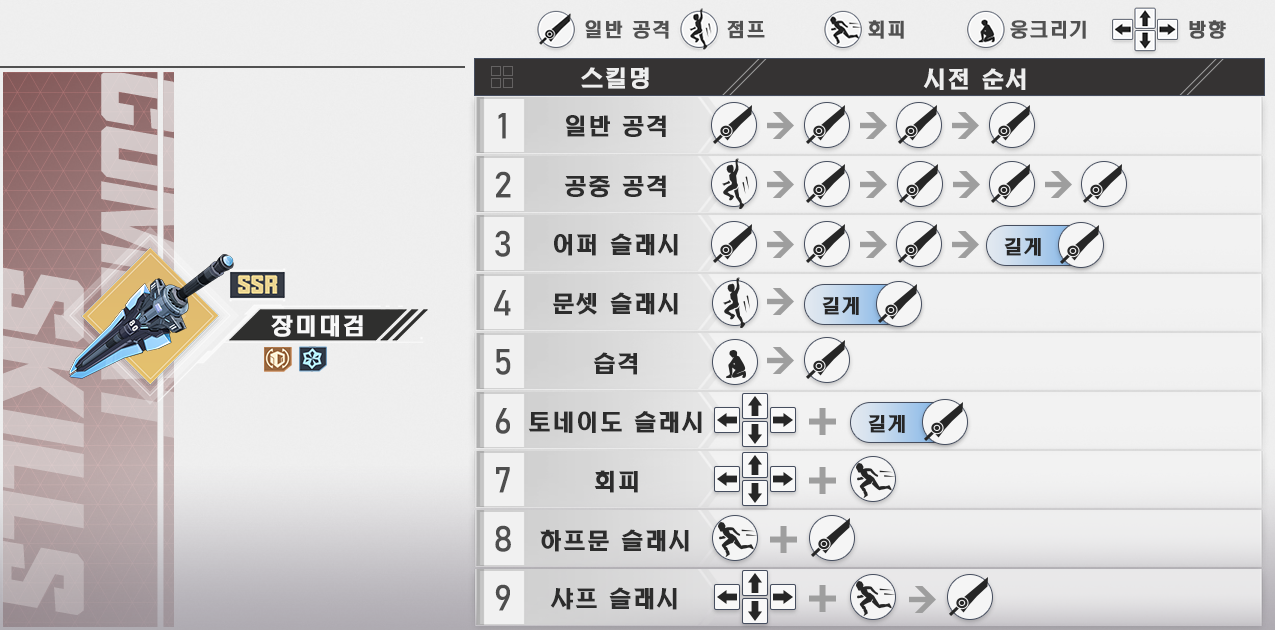 일반 공격 점프 회피 웅크리기 방향
스킬명 시전 순서
COMBAT
SKILLS
SSR
장미대검
1 일반 공격
2 공중 공격
3 어퍼 슬래시 길게
4 문셋 슬래시 길게
5 습격
6 토네이도 슬래시 길게
7 회피
8 하프문 슬래시
9 샤프 슬래시